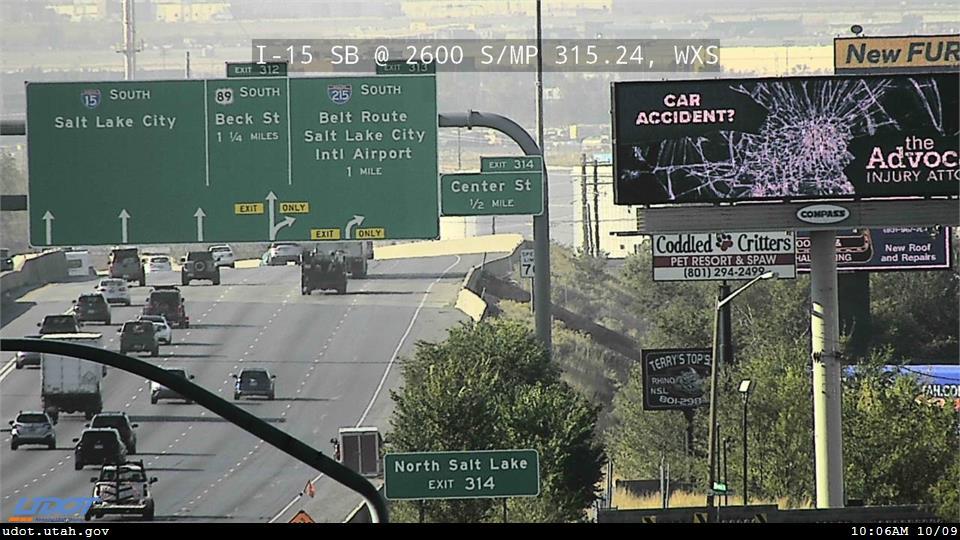 I-15 SB @ 2600 S/MP 315.24, WXS
New FUR
EXIT 312
EXIT 313
15 SOUTH
Salt Lake City
89 SOUTH
Beck St
1 ¼ MILES
215 SOUTH
Belt Route
Salt Lake City
Intl Airport
1 MILE
EXIT ONLY
EXIT ONLY
EXIT 314
Center St
½ MILE
CAR
ACCIDENT?
the
Advoc
INJURY ATTO
COMPASS
Coddled Critters
PET RESORT & SPAW
(801) 294-2499
New Roof
and Repairs
TERRY'S TOPS
RHINO
N.S.L.
801-298
North Salt Lake
EXIT 314
UDOT
udot.utah.gov
10:06AM 10/09